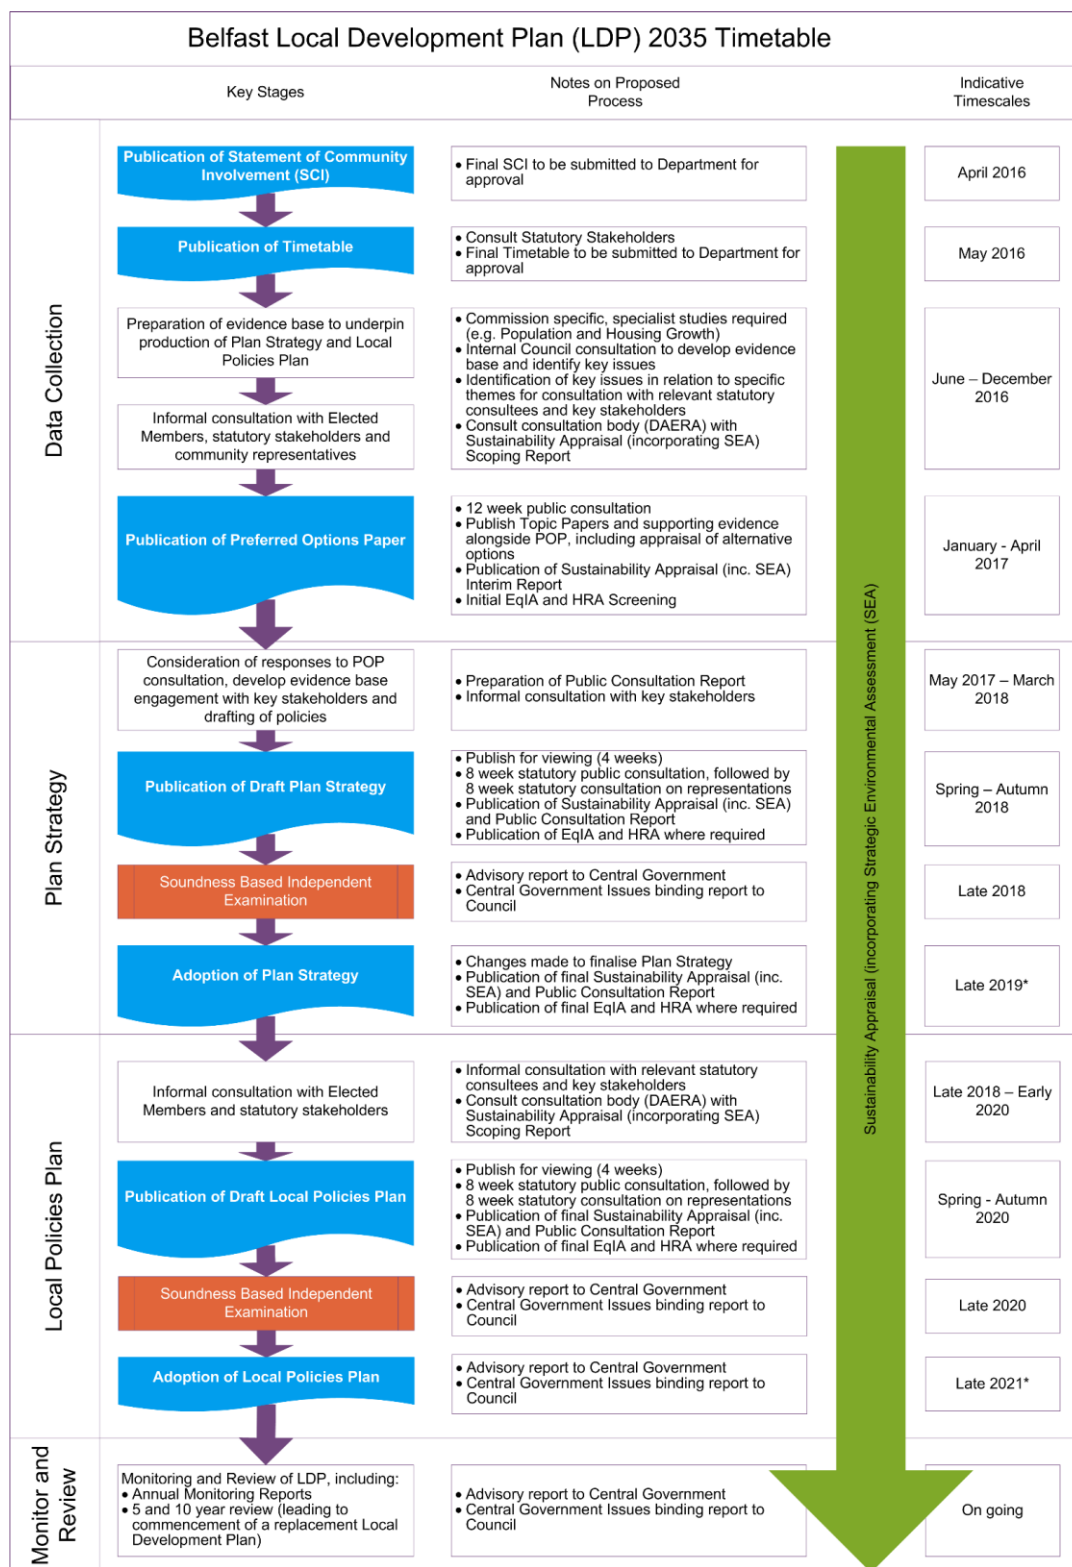 Belfast Local Development Plan (LDP) 2035 Timetable
Key Stages
Notes on Proposed
Process
Indicative
Timescales
Data Collection
Publication of Statement of Community
Involvement (SCI)
• Final SCI to be submitted to Department for
approval
April 2016
Publication of Timetable
• Consult Statutory Stakeholders
• Final Timetable to be submitted to Department for
approval
May 2016
Preparation of evidence base to underpin
production of Plan Strategy and Local
Policies Plan
Informal consultation with Elected
Members, statutory stakeholders and
community representatives
• Commission specific, specialist studies required
(e.g. Population and Housing Growth)
• Internal Council consultation to develop evidence
base and identify key issues
• Identification of key issues in relation to specific
themes for consultation with relevant statutory
consultees and key stakeholders
• Consult consultation body (DAERA) with
Sustainability Appraisal (incorporating SEA)
Scoping Report
June – December
2016
Publication of Preferred Options Paper
• 12 week public consultation
• Publish Topic Papers and supporting evidence
alongside POP, including appraisal of alternative
options
• Publication of Sustainability Appraisal (inc. SEA)
Interim Report
• Initial EqIA and HRA Screening
January - April
2017
Sustainability Appraisal (incorporating Strategic Environmental Assessment (SEA)
Plan Strategy
Consideration of responses to POP
consultation, develop evidence base
engagement with key stakeholders and
drafting of policies
• Preparation of Public Consultation Report
• Informal consultation with key stakeholders
May 2017 – March
2018
Publication of Draft Plan Strategy
• Publish for viewing (4 weeks)
• 8 week statutory public consultation, followed by
8 week statutory consultation on representations
• Publication of Sustainability Appraisal (inc. SEA)
and Public Consultation Report
• Publication of EqIA and HRA where required
Spring – Autumn
2018
Soundness Based Independent
Examination
• Advisory report to Central Government
• Central Government Issues binding report to
Council
Late 2018
Adoption of Plan Strategy
• Changes made to finalise Plan Strategy
• Publication of final Sustainability Appraisal (inc.
SEA) and Public Consultation Report
• Publication of final EqIA and HRA where required
Late 2019*
Local Policies Plan
Informal consultation with Elected
Members and statutory stakeholders
• Informal consultation with relevant statutory
consultees and key stakeholders
• Consult consultation body (DAERA) with
Sustainability Appraisal (incorporating SEA)
Scoping Report
Late 2018 – Early
2020
Publication of Draft Local Policies Plan
• Publish for viewing (4 weeks)
• 8 week statutory public consultation, followed by
8 week statutory consultation on representations
• Publication of final Sustainability Appraisal (inc.
SEA) and Public Consultation Report
• Publication of final EqIA and HRA where required
Spring - Autumn
2020
Soundness Based Independent
Examination
• Advisory report to Central Government
• Central Government Issues binding report to
Council
Late 2020
Adoption of Local Policies Plan
• Advisory report to Central Government
• Central Government Issues binding report to
Council
Late 2021*
Monitor and
Review
Monitoring and Review of LDP, including:
• Annual Monitoring Reports
• 5 and 10 year review (leading to
commencement of a replacement Local
Development Plan)
• Advisory report to Central Government
• Central Government Issues binding report to
Council
On going